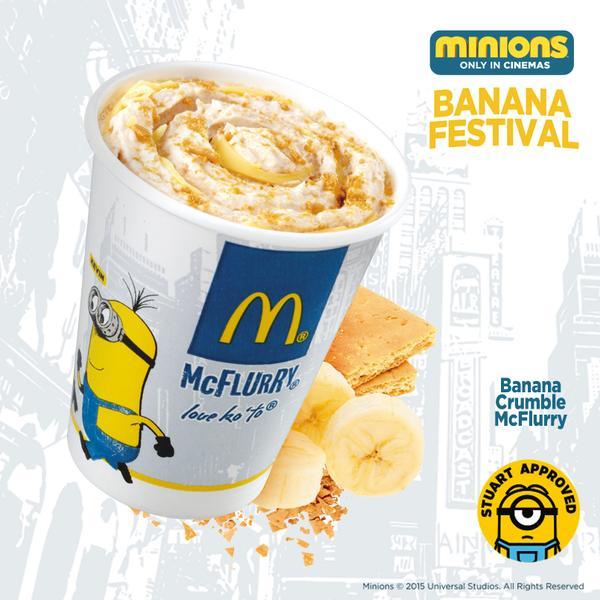 MINIONS
ONLY IN CINEMAS
BANANA
FESTIVAL
KEVIN
M®
McFLURRY®
love ko 'to®
Banana
Crumble
McFlurry
STUART APPROVED
Minions © 2015 Universal Studios. All Rights Reserved